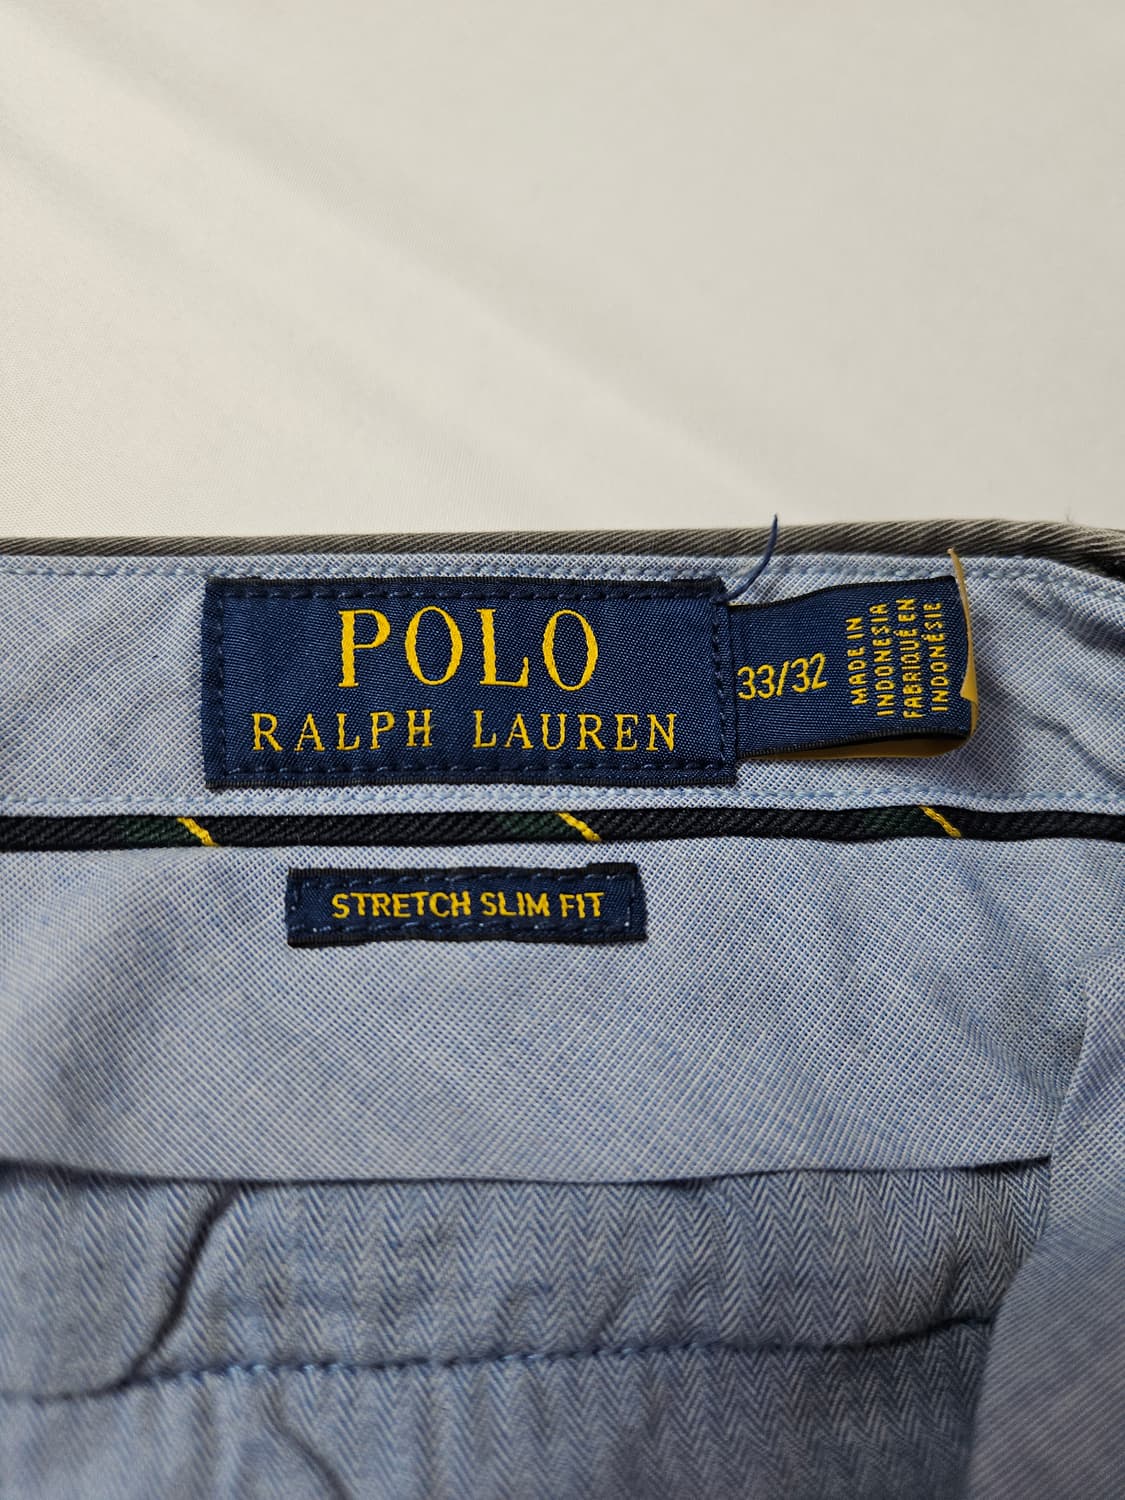 POLO
RALPH LAUREN
33/32
MADE IN
INDONESIA
FABRIQUÉ EN
INDONÉSIE
STRETCH SLIM FIT